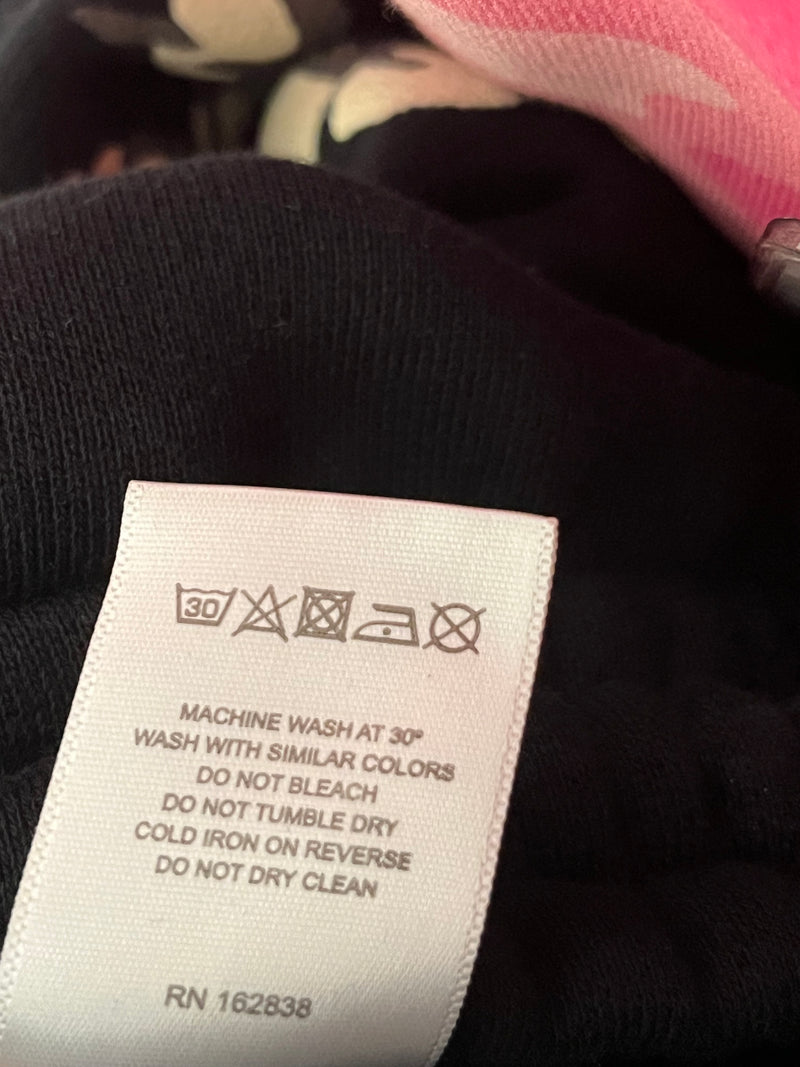 30
MACHINE WASH AT 30º
WASH WITH SIMILAR COLORS
DO NOT BLEACH
DO NOT TUMBLE DRY
COLD IRON ON REVERSE
DO NOT DRY CLEAN
RN 162838